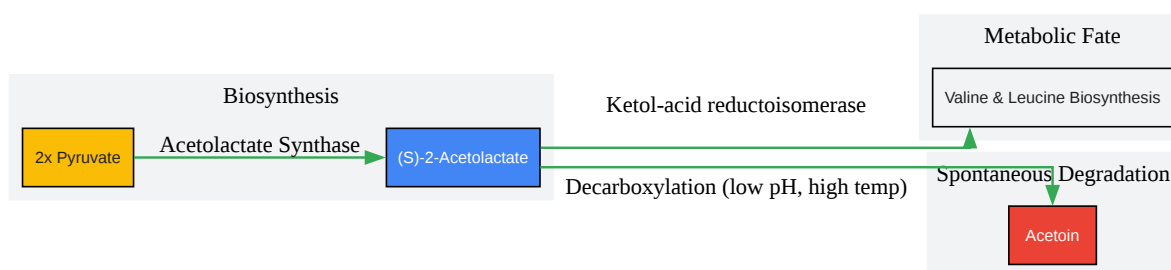 Metabolic Fate
Valine & Leucine Biosynthesis
Biosynthesis
Ketol-acid reductoisomerase
2x Pyruvate
Acetolactate Synthase
(S)-2-Acetolactate
Decarboxylation (low pH, high temp)
Spontaneous Degradation
Acetoin